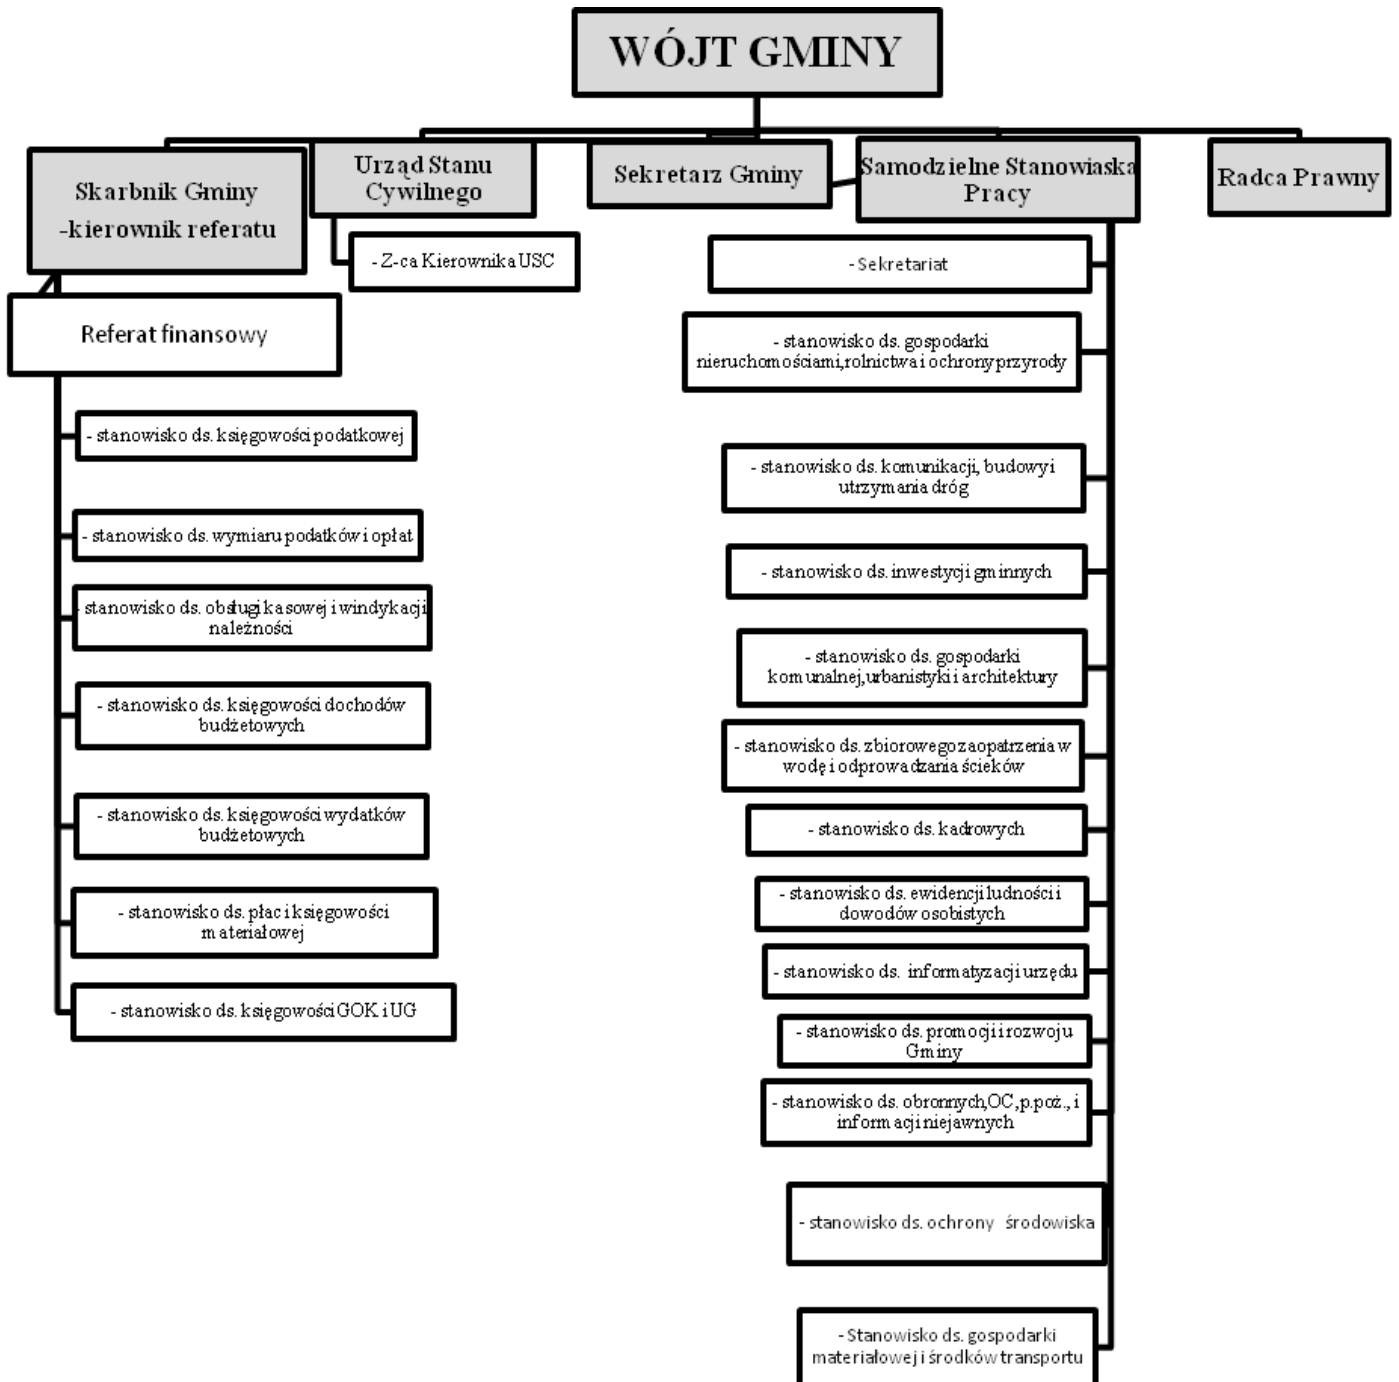 WÓJT GMINY
Skarbnik Gminy
-kierownik referatu
Urząd Stanu
Cywilnego
Sekretarz Gminy
Samodzielne Stanowiaska
Pracy
Radca Prawny
- Z-ca Kierownika USC
Referat finansowy
- stanowisko ds. księgowości podatkowej
- stanowisko ds. wymiaru podatków i opłat
- stanowisko ds. obsługi kasowej i windykacji
należności
- stanowisko ds. księgowości dochodów
budżetowych
- stanowisko ds. księgowości wydatków
budżetowych
- stanowisko ds. płac i księgowości
materiałowej
- stanowisko ds. księgowości GOK i UG
- Sekretariat
- stanowisko ds. gospodarki
nieruchomościami,rolnictwa i ochrony przyrody
- stanowisko ds. komunikacji, budowy i
utrzymania dróg
- stanowisko ds. inwestycji gminnych
- stanowisko ds. gospodarki
komunalnej,urbanistyki i architektury
- stanowisko ds. zbiorowego zaopatrzenia w
wodę i odprowadzania ścieków
- stanowisko ds. kadrowych
- stanowisko ds. ewidencji ludności i
dowodów osobistych
- stanowisko ds. informatyzacji urzędu
- stanowisko ds. promocji i rozwoju
Gminy
- stanowisko ds. obronnych,OC,p.poż., i
informacji niejawnych
- stanowisko ds. ochrony środowiska
- Stanowisko ds. gospodarki
materiałowej i środków transportu